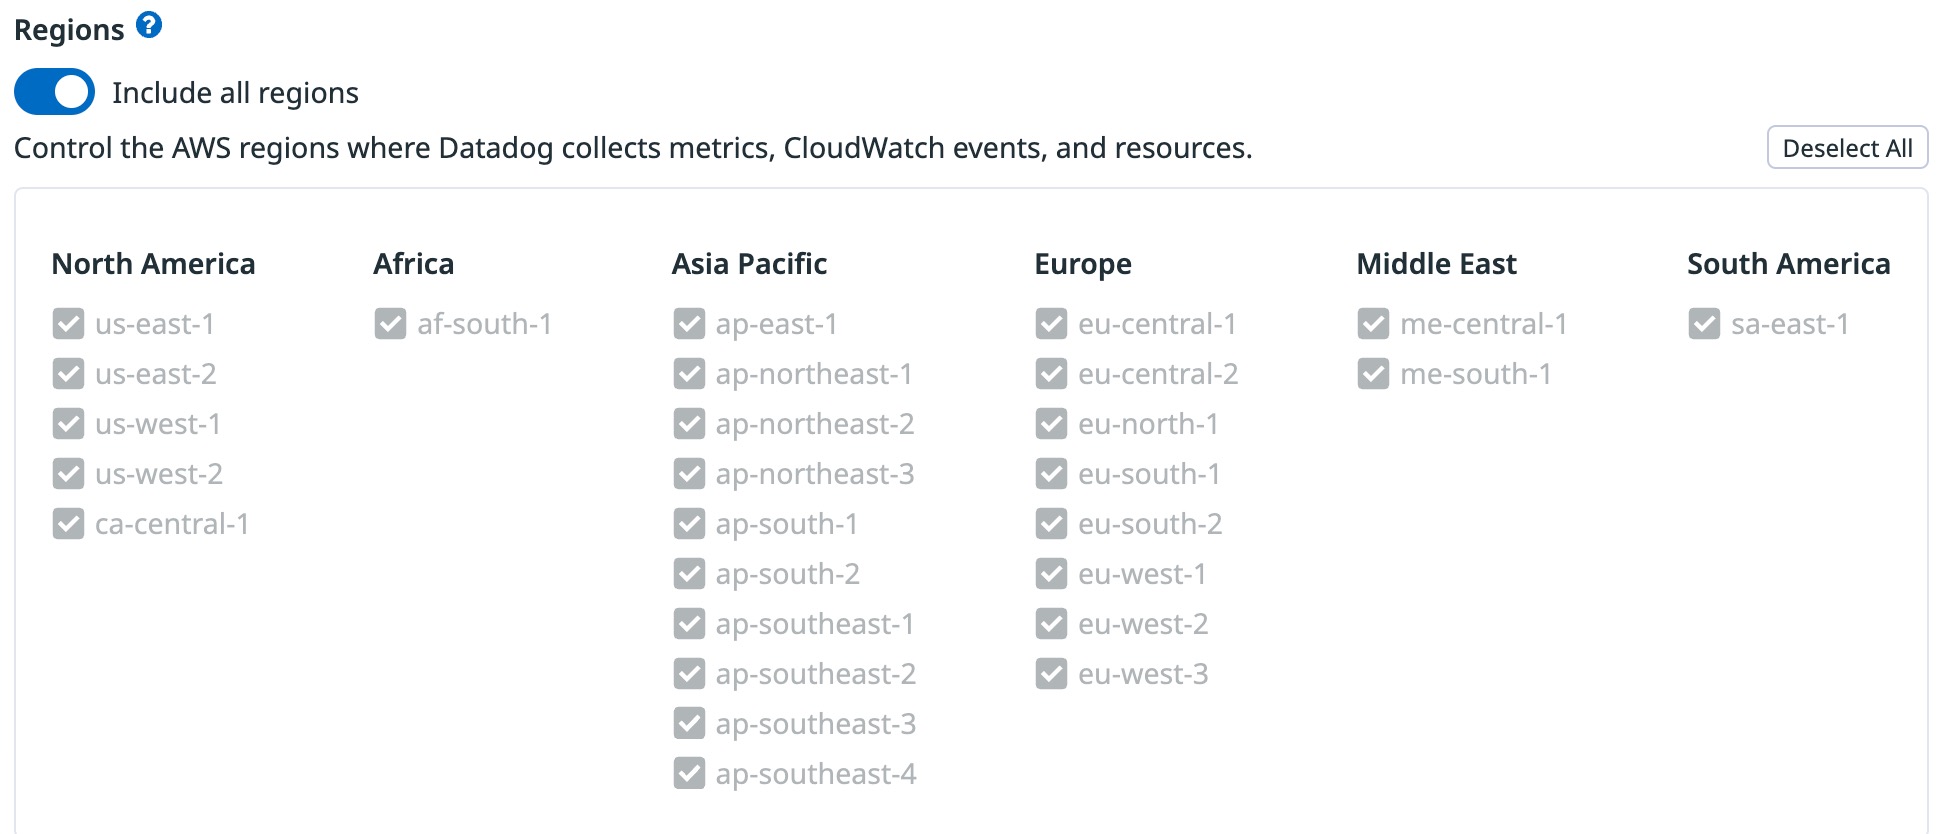 Regions ?
Include all regions
Control the AWS regions where Datadog collects metrics, CloudWatch events, and resources.
Deselect All
North America
us-east-1
us-east-2
us-west-1
us-west-2
ca-central-1
Africa
af-south-1
Asia Pacific
ap-east-1
ap-northeast-1
ap-northeast-2
ap-northeast-3
ap-south-1
ap-south-2
ap-southeast-1
ap-southeast-2
ap-southeast-3
ap-southeast-4
Europe
eu-central-1
eu-central-2
eu-north-1
eu-south-1
eu-south-2
eu-west-1
eu-west-2
eu-west-3
Middle East
me-central-1
me-south-1
South America
sa-east-1